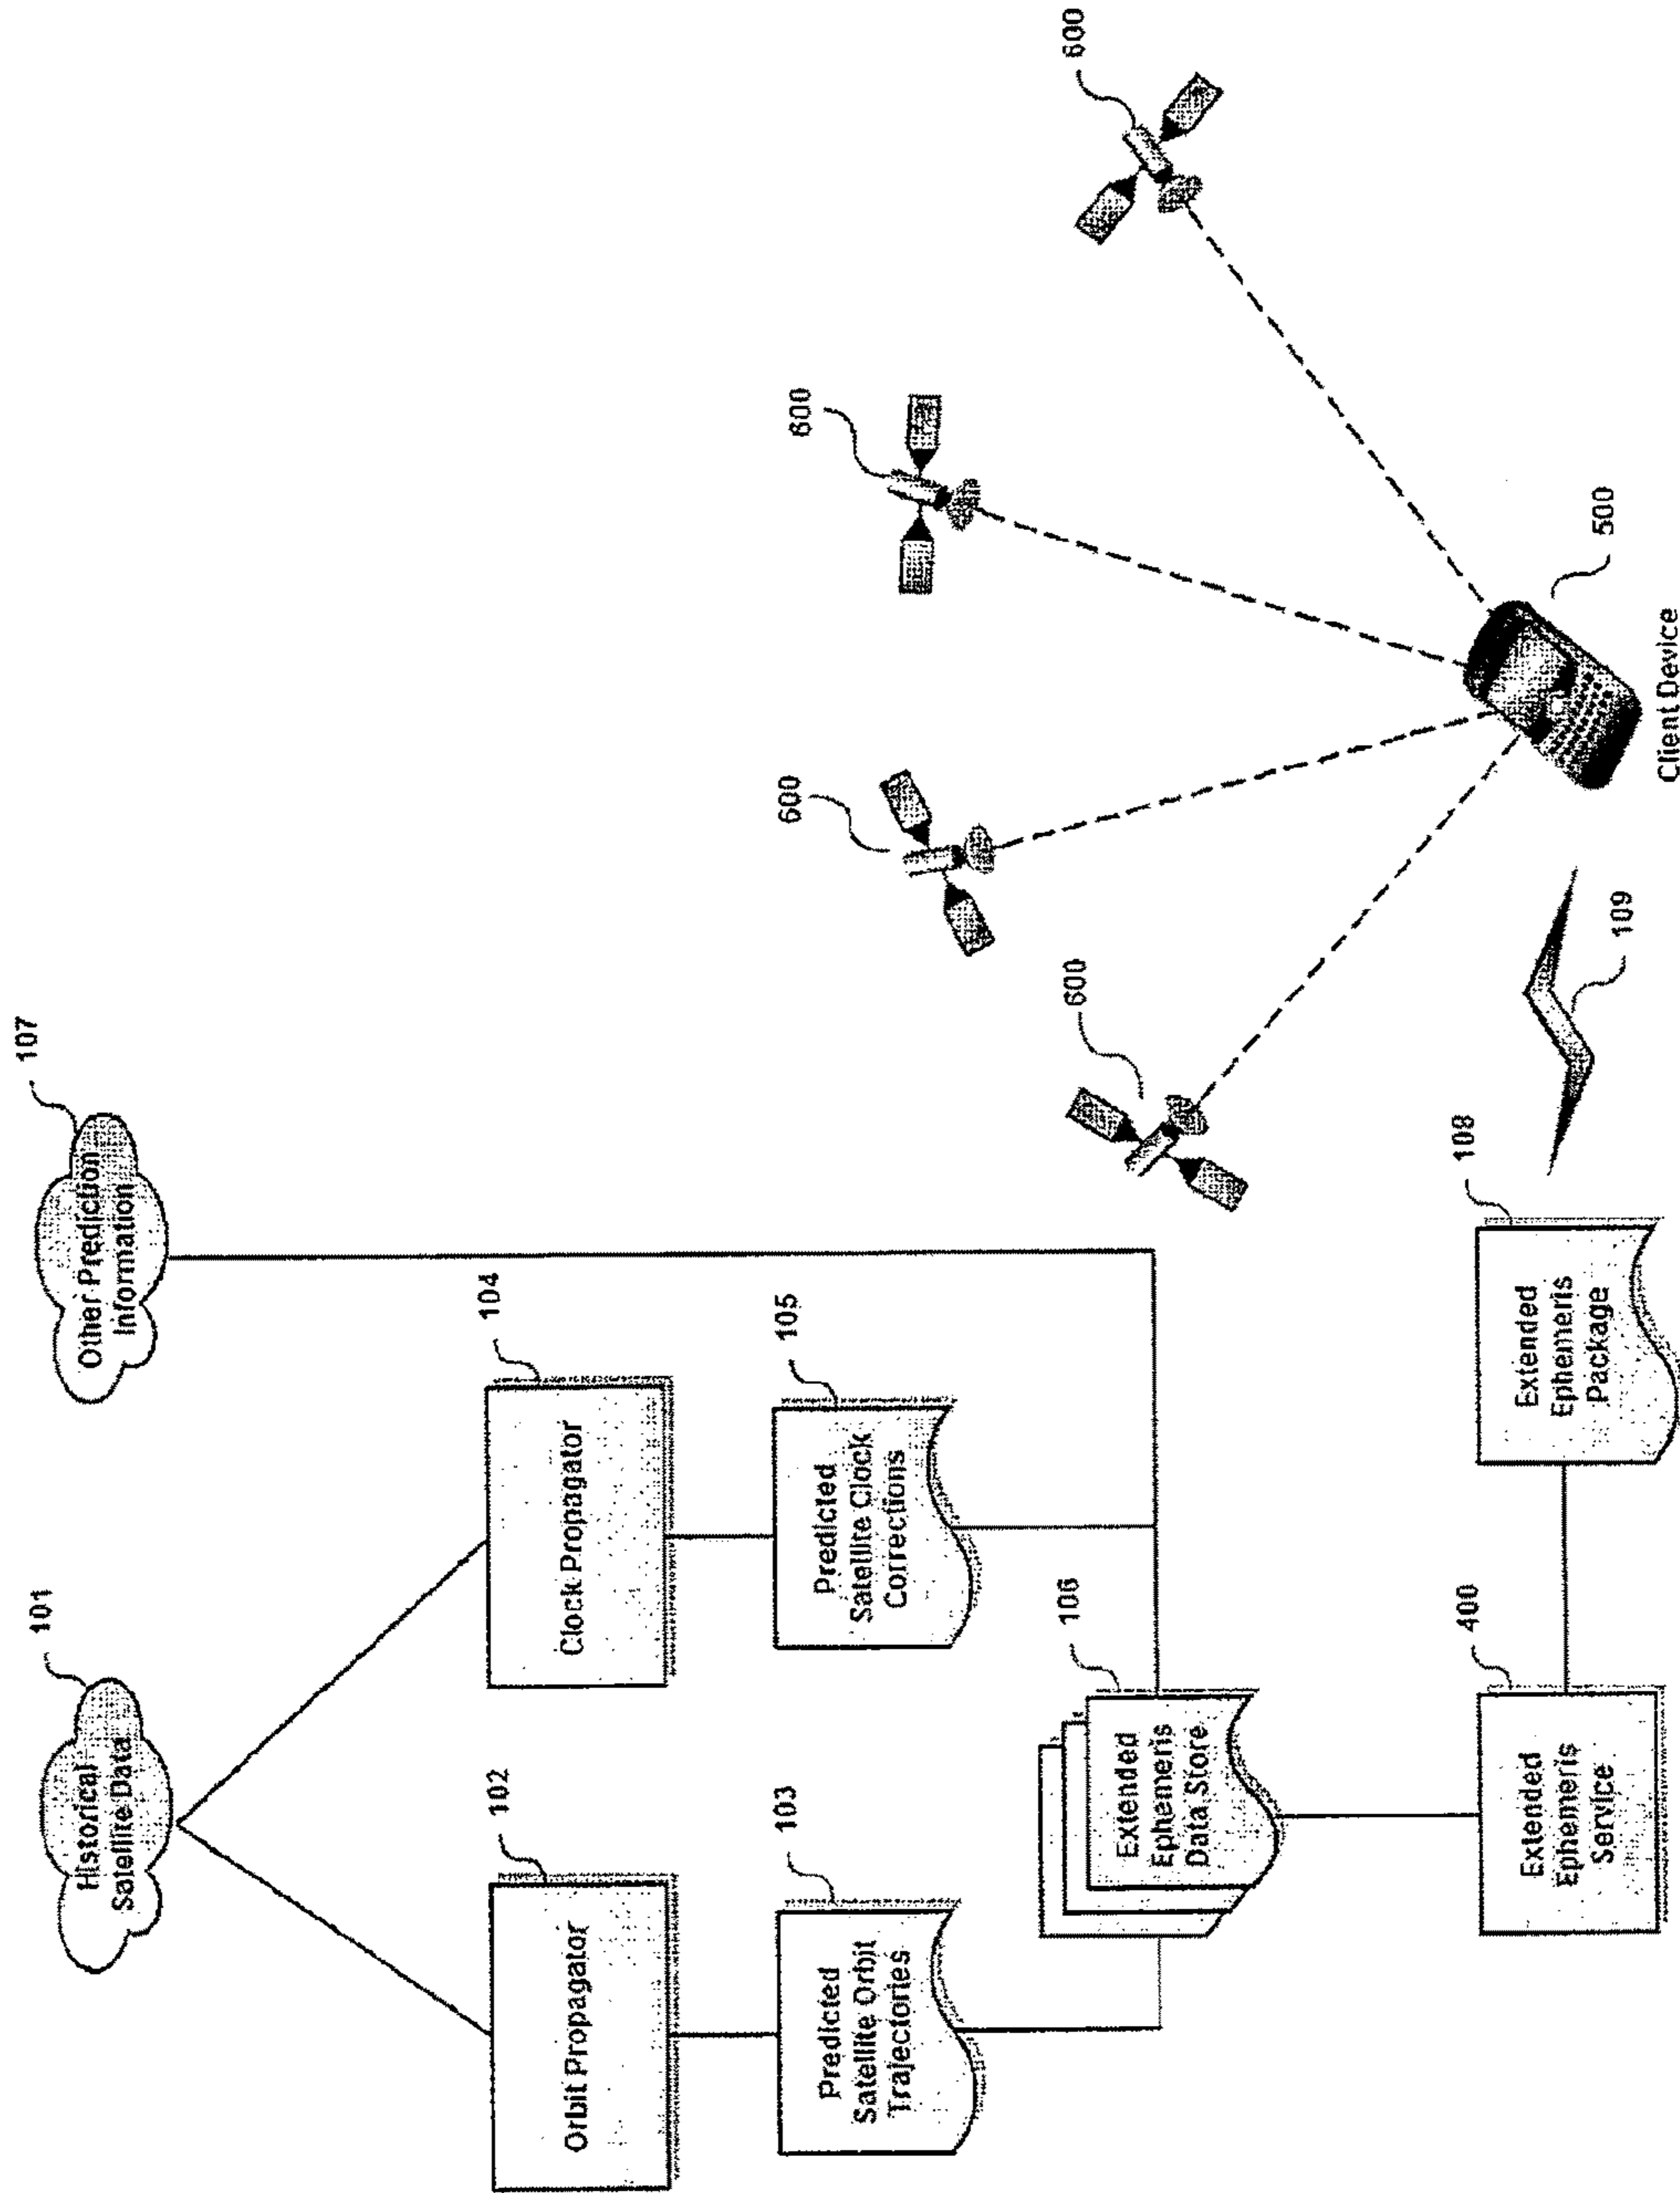 101
Historical
Satellite Data
107
Other Prediction
Information
102
Orbit Propagator
104
Clock Propagator
103
Predicted
Satellite Orbit
Trajectories
105
Predicted
Satellite Clock
Corrections
106
Extended
Ephemeris
Data Store
400
Extended
Ephemeris
Service
108
Extended
Ephemeris
Package
109
600
600
600
600
500
Client Device